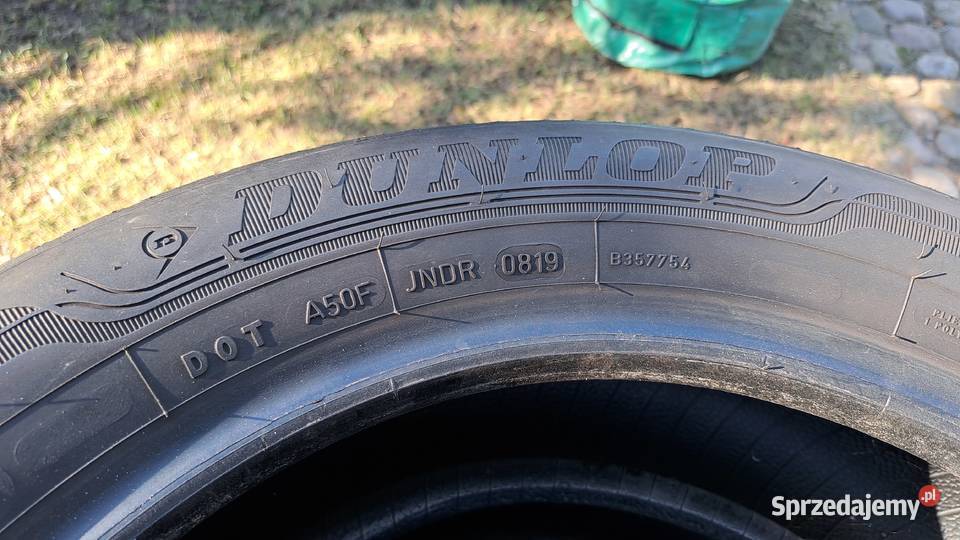 DUNLOP
DOT A50F JNDR 0819 B357754
Sprzedajemy.pl